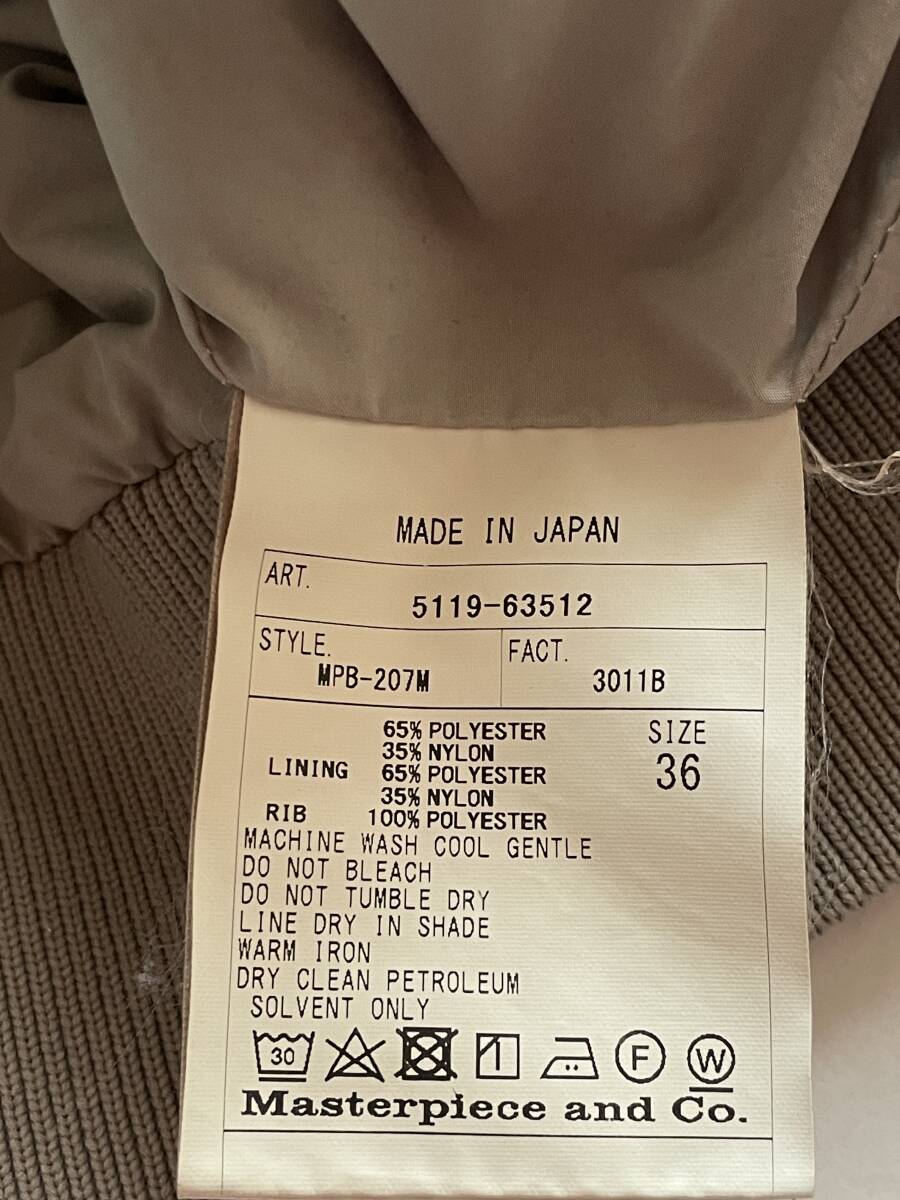 MADE IN JAPAN
ART.
5119-63512
STYLE. FACT.
MPB-207M 3011B
65% POLYESTER SIZE
35% NYLON
LINING 65% POLYESTER 36
35% NYLON
RIB 100% POLYESTER
MACHINE WASH COOL GENTLE
DO NOT BLEACH
DO NOT TUMBLE DRY
LINE DRY IN SHADE
WARM IRON
DRY CLEAN PETROLEUM
SOLVENT ONLY
30 F W
Masterpiece and Co.